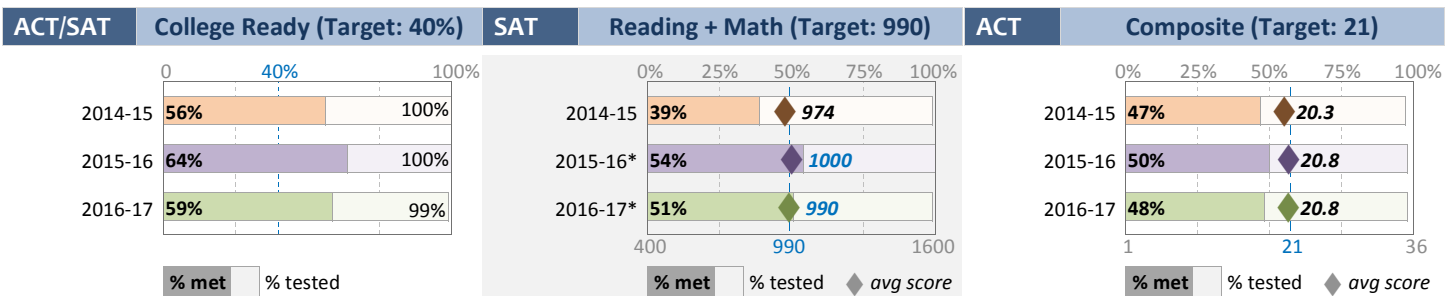 ACT/SAT College Ready (Target: 40%)
0 40% 100%
2014-15 56% 100%
2015-16 64% 100%
2016-17 59% 99%
% met % tested
SAT Reading + Math (Target: 990)
0% 25% 50% 75% 100%
2014-15 39% 974
2015-16* 54% 1000
2016-17* 51% 990
400 990 1600
% met % tested avg score
ACT Composite (Target: 21)
0% 25% 50% 75% 100%
2014-15 47% 20.3
2015-16 50% 20.8
2016-17 48% 20.8
1 21 36
% met % tested avg score